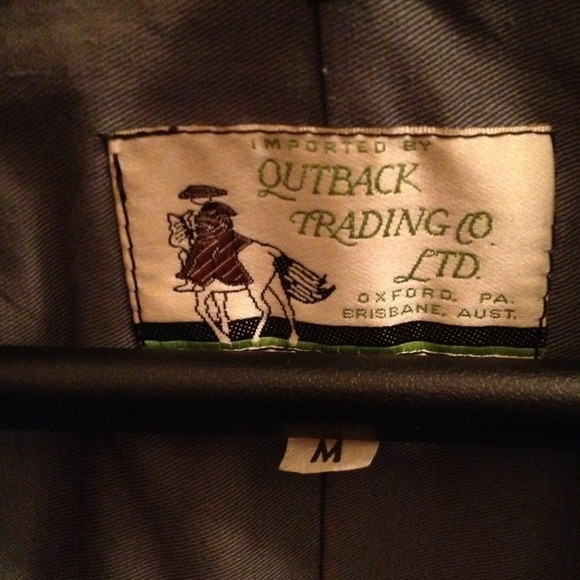 IMPORTED BY
OUTBACK
TRADING CO.
LTD.
OXFORD, PA.
BRISBANE, AUST.
M